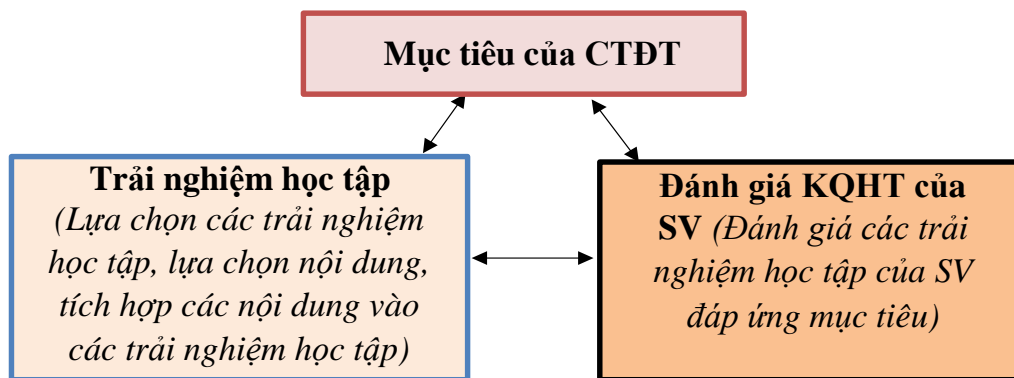 Mục tiêu của CTĐT
Trải nghiệm học tập
(Lựa chọn các trải nghiệm
học tập, lựa chọn nội dung,
tích hợp các nội dung vào
các trải nghiệm học tập)
Đánh giá KQHT của
SV (Đánh giá các trải
nghiệm học tập của SV
đáp ứng mục tiêu)